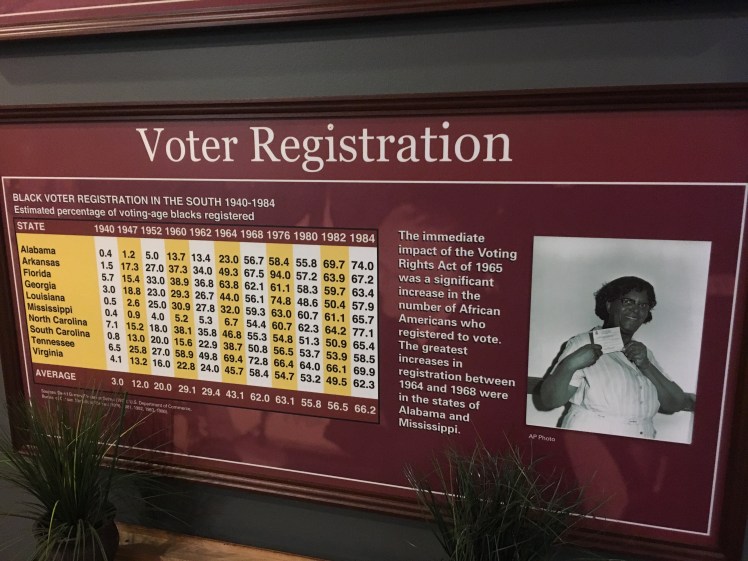 Voter Registration
BLACK VOTER REGISTRATION IN THE SOUTH 1940-1984
Estimated percentage of voting-age blacks registered
STATE 1940 1947 1952 1960 1962 1964 1968 1976 1980 1982 1984
Alabama 0.4 1.2 5.0 13.7 13.4 23.0 56.7 58.4 55.8 69.7 74.0
Arkansas 1.5 17.3 27.0 37.3 34.0 49.3 67.5 94.0 57.2 63.9 67.2
Florida 5.7 15.4 33.0 38.9 36.8 63.8 62.1 61.1 58.3 59.7 63.4
Georgia 3.0 18.8 23.0 29.3 26.7 44.0 56.1 74.8 48.6 50.4 57.9
Louisiana 0.5 2.6 25.0 30.9 27.8 32.0 59.3 63.0 60.7 61.1 65.7
Mississippi 0.4 0.9 4.0 5.2 5.3 6.7 54.4 60.7 62.3 64.2 77.1
North Carolina 7.1 15.2 18.0 38.1 35.8 46.8 55.3 54.8 51.3 50.9 65.4
South Carolina 0.8 13.0 20.0 15.6 22.9 38.7 50.8 56.5 53.7 53.9 58.5
Tennessee 6.5 25.8 27.0 58.9 49.8 69.4 72.8 66.4 64.0 66.1 69.9
Virginia 4.1 13.2 16.0 22.8 24.0 45.7 58.4 54.7 53.2 49.5 62.3
AVERAGE 3.0 12.0 20.0 29.1 29.4 43.1 62.0 63.1 55.8 56.5 66.2
U.S. Department of Commerce,
The immediate
impact of the Voting
Rights Act of 1965
was a significant
increase in the
number of African
Americans who
registered to vote.
The greatest
increases in
registration between
1964 and 1968 were
in the states of
Alabama and
Mississippi.
AP Photo